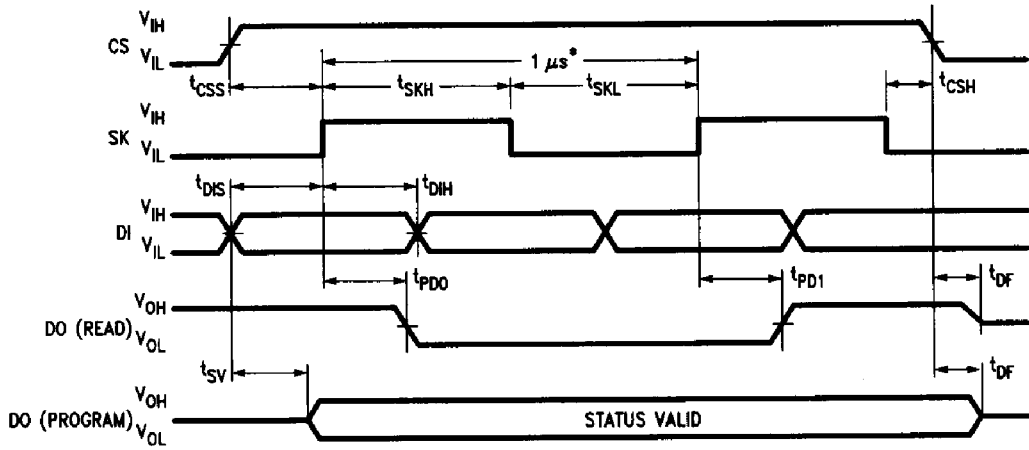 V_IH
CS
V_IL
1 μs*
t_CSS
t_SKH
t_SKL
t_CSH
V_IH
SK
V_IL
t_DIS
t_DIH
V_IH
DI
V_IL
t_PD0
t_PD1
t_DF
V_OH
DO (READ)
V_OL
t_SV
t_DF
V_OH
DO (PROGRAM)
V_OL
STATUS VALID